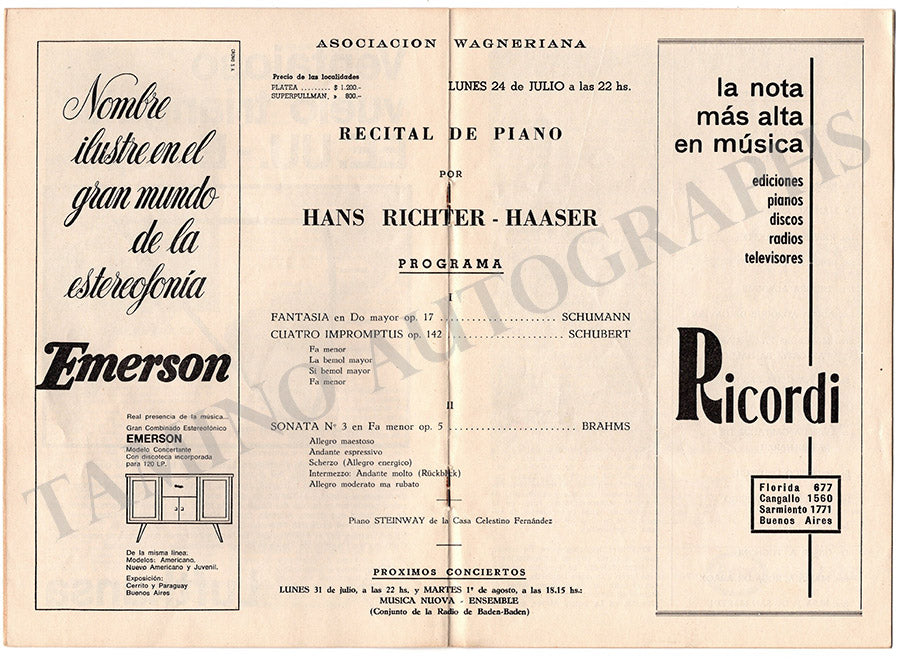 CASINO S. A.
Nombre
ilustre en el
gran mundo
de la
estereofonía
Emerson
Real presencia de la música...
Gran Combinado Estereofónico
EMERSON
Modelo Concertante
Con discoteca incorporada
para 120 LP.
De la misma línea:
Modelos: Americano,
Nuevo Americano y Juvenil.
Exposición:
Cerrito y Paraguay
Buenos Aires
ASOCIACION WAGNERIANA
Precio de las localidades
PLATEA ......... $ 1.200.-
SUPERPULLMAN. » 800.-
LUNES 24 de JULIO a las 22 hs.
RECITAL DE PIANO
POR
HANS RICHTER - HAASER
PROGRAMA
I
FANTASIA en Do mayor op. 17 ...................... SCHUMANN
CUATRO IMPROMPTUS op. 142 ...................... SCHUBERT
Fa menor
La bemol mayor
Si bemol mayor
Fa menor
II
SONATA Nº 3 en Fa menor op. 5 ........................ BRAHMS
Allegro maestoso
Andante espressivo
Scherzo (Allegro energico)
Intermezzo: Andante molto (Rückblick)
Allegro moderato ma rubato
Piano STEINWAY de la Casa Celestino Fernández
PROXIMOS CONCIERTOS
LUNES 31 de julio, a las 22 hs, y MARTES 1º de agosto, a las 18.15 hs.:
MUSICA NUOVA - ENSEMBLE
(Conjunto de la Radio de Baden-Baden)
la nota
más alta
en música
ediciones
pianos
discos
radios
televisores
Ricordi
Florida 677
Cangallo 1560
Sarmiento 1771
Buenos Aires
TAMINO AUTOGRAPHS